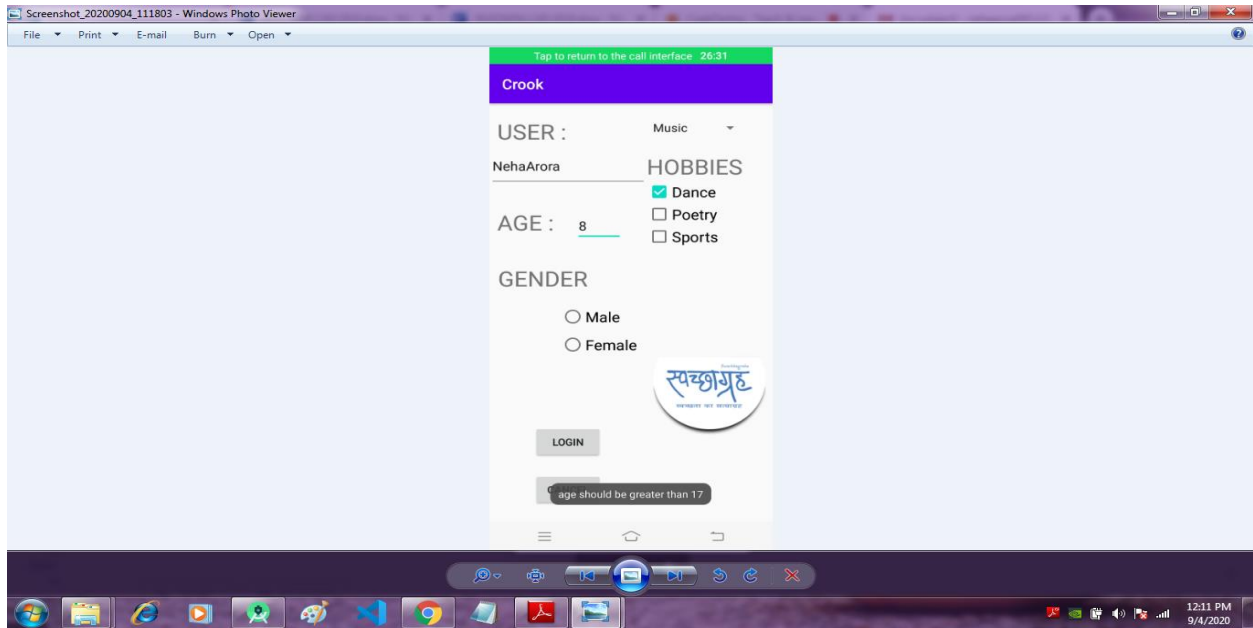 Screenshot_20200904_111803 - Windows Photo Viewer
File Print E-mail Burn Open
Tap to return to the call interface 26:31
Crook
USER :
Music
NehaArora
HOBBIES
Dance
Poetry
Sports
AGE : 8
GENDER
Male
Female
स्वच्छाग्रह
LOGIN
age should be greater than 17
12:11 PM
9/4/2020